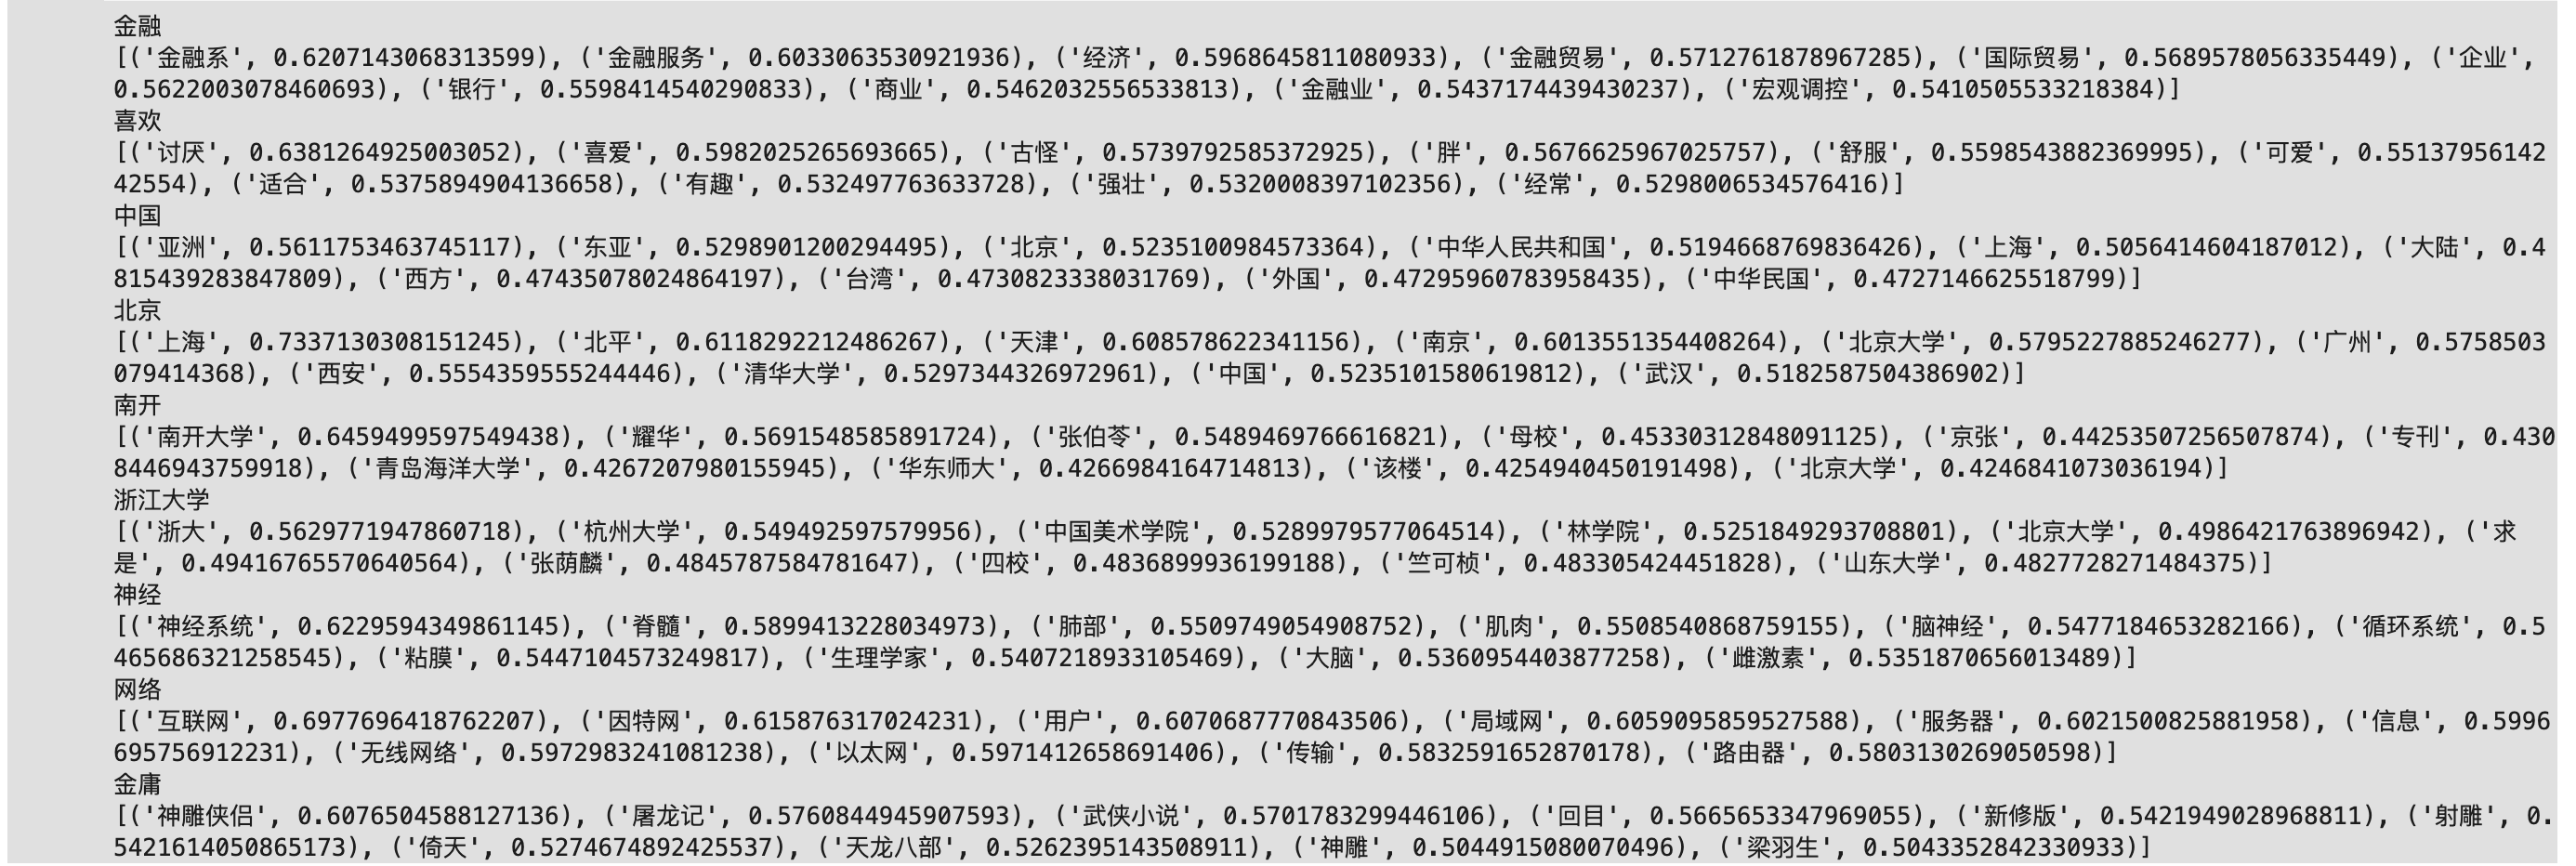 金融
[('金融系', 0.6207143068313599), ('金融服务', 0.6033063530921936), ('经济', 0.5968645811080933), ('金融贸易', 0.5712761878967285), ('国际贸易', 0.5689578056335449), ('企业',
0.5622003078460693), ('银行', 0.5598414540290833), ('商业', 0.5462032556533813), ('金融业', 0.5437174439430237), ('宏观调控', 0.5410505533218384)]
喜欢
[('讨厌', 0.6381264925003052), ('喜爱', 0.5982025265693665), ('古怪', 0.5739792585372925), ('胖', 0.5676625967025757), ('舒服', 0.5598543882369995), ('可爱', 0.55137956142
42554), ('适合', 0.5375894904136658), ('有趣', 0.532497763633728), ('强壮', 0.5320008397102356), ('经常', 0.5298006534576416)]
中国
[('亚洲', 0.5611753463745117), ('东亚', 0.5298901200294495), ('北京', 0.5235100984573364), ('中华人民共和国', 0.5194668769836426), ('上海', 0.5056414604187012), ('大陆', 0.4
815439283847809), ('西方', 0.47435078024864197), ('台湾', 0.4730823338031769), ('外国', 0.47295960783958435), ('中华民国', 0.4727146625518799)]
北京
[('上海', 0.7337130308151245), ('北平', 0.6118292212486267), ('天津', 0.608578622341156), ('南京', 0.6013551354408264), ('北京大学', 0.5795227885246277), ('广州', 0.5758503
079414368), ('西安', 0.5554359555244446), ('清华大学', 0.5297344326972961), ('中国', 0.5235101580619812), ('武汉', 0.5182587504386902)]
南开
[('南开大学', 0.6459499597549438), ('耀华', 0.5691548585891724), ('张伯苓', 0.5489469766616821), ('母校', 0.45330312848091125), ('京张', 0.44253507256507874), ('专刊', 0.430
8446943759918), ('青岛海洋大学', 0.4267207980155945), ('华东师大', 0.4266984164714813), ('该楼', 0.4254940450191498), ('北京大学', 0.4246841073036194)]
浙江大学
[('浙大', 0.5629771947860718), ('杭州大学', 0.549492597579956), ('中国美术学院', 0.5289979577064514), ('林学院', 0.5251849293708801), ('北京大学', 0.4986421763896942), ('求
是', 0.49416765570640564), ('张荫麟', 0.4845787584781647), ('四校', 0.4836899936199188), ('竺可桢', 0.483305424451828), ('山东大学', 0.4827728271484375)]
神经
[('神经系统', 0.6229594349861145), ('脊髓', 0.5899413228034973), ('肺部', 0.5509749054908752), ('肌肉', 0.5508540868759155), ('脑神经', 0.5477184653282166), ('循环系统', 0.5
465686321258545), ('粘膜', 0.5447104573249817), ('生理学家', 0.5407218933105469), ('大脑', 0.5360954403877258), ('雌激素', 0.5351870656013489)]
网络
[('互联网', 0.6977696418762207), ('因特网', 0.615876317024231), ('用户', 0.6070687770843506), ('局域网', 0.6059095859527588), ('服务器', 0.6021500825881958), ('信息', 0.5996
695756912231), ('无线网络', 0.5972983241081238), ('以太网', 0.5971412658691406), ('传输', 0.5832591652870178), ('路由器', 0.5803130269050598)]
金庸
[('神雕侠侣', 0.6076504588127136), ('屠龙记', 0.5760844945907593), ('武侠小说', 0.5701783299446106), ('回目', 0.5665653347969055), ('新修版', 0.5421949028968811), ('射雕', 0.
5421614050865173), ('倚天', 0.5274674892425537), ('天龙八部', 0.5262395143508911), ('神雕', 0.5044915080070496), ('梁羽生', 0.5043352842330933)]